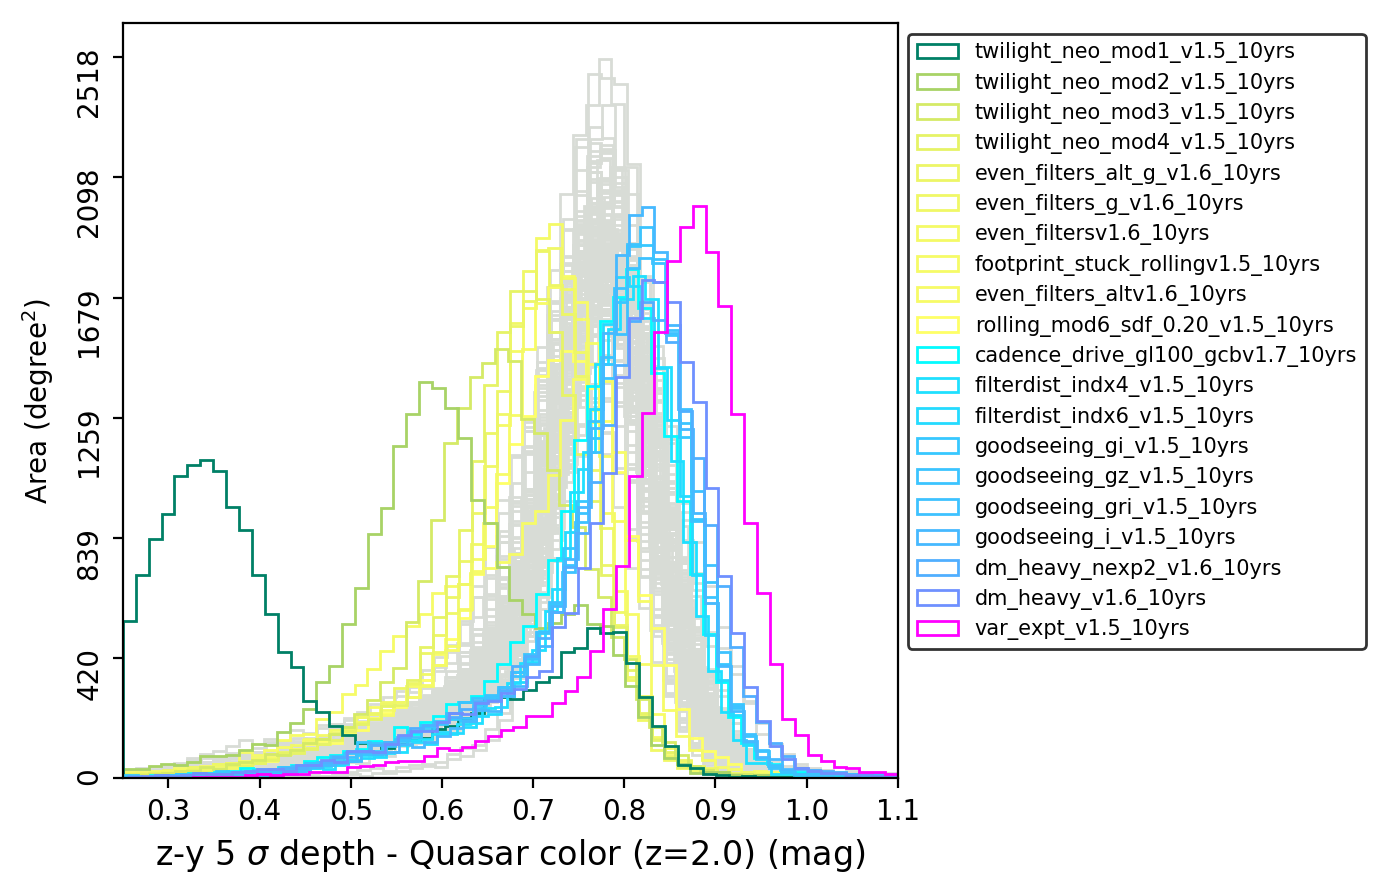 2518
2098
1679
1259
839
420
0
Area (degree²)
0.3 0.4 0.5 0.6 0.7 0.8 0.9 1.0 1.1
z-y 5 σ depth - Quasar color (z=2.0) (mag)
twilight_neo_mod1_v1.5_10yrs
twilight_neo_mod2_v1.5_10yrs
twilight_neo_mod3_v1.5_10yrs
twilight_neo_mod4_v1.5_10yrs
even_filters_alt_g_v1.6_10yrs
even_filters_g_v1.6_10yrs
even_filtersv1.6_10yrs
footprint_stuck_rollingv1.5_10yrs
even_filters_altv1.6_10yrs
rolling_mod6_sdf_0.20_v1.5_10yrs
cadence_drive_gl100_gcbv1.7_10yrs
filterdist_indx4_v1.5_10yrs
filterdist_indx6_v1.5_10yrs
goodseeing_gi_v1.5_10yrs
goodseeing_gz_v1.5_10yrs
goodseeing_gri_v1.5_10yrs
goodseeing_i_v1.5_10yrs
dm_heavy_nexp2_v1.6_10yrs
dm_heavy_v1.6_10yrs
var_expt_v1.5_10yrs